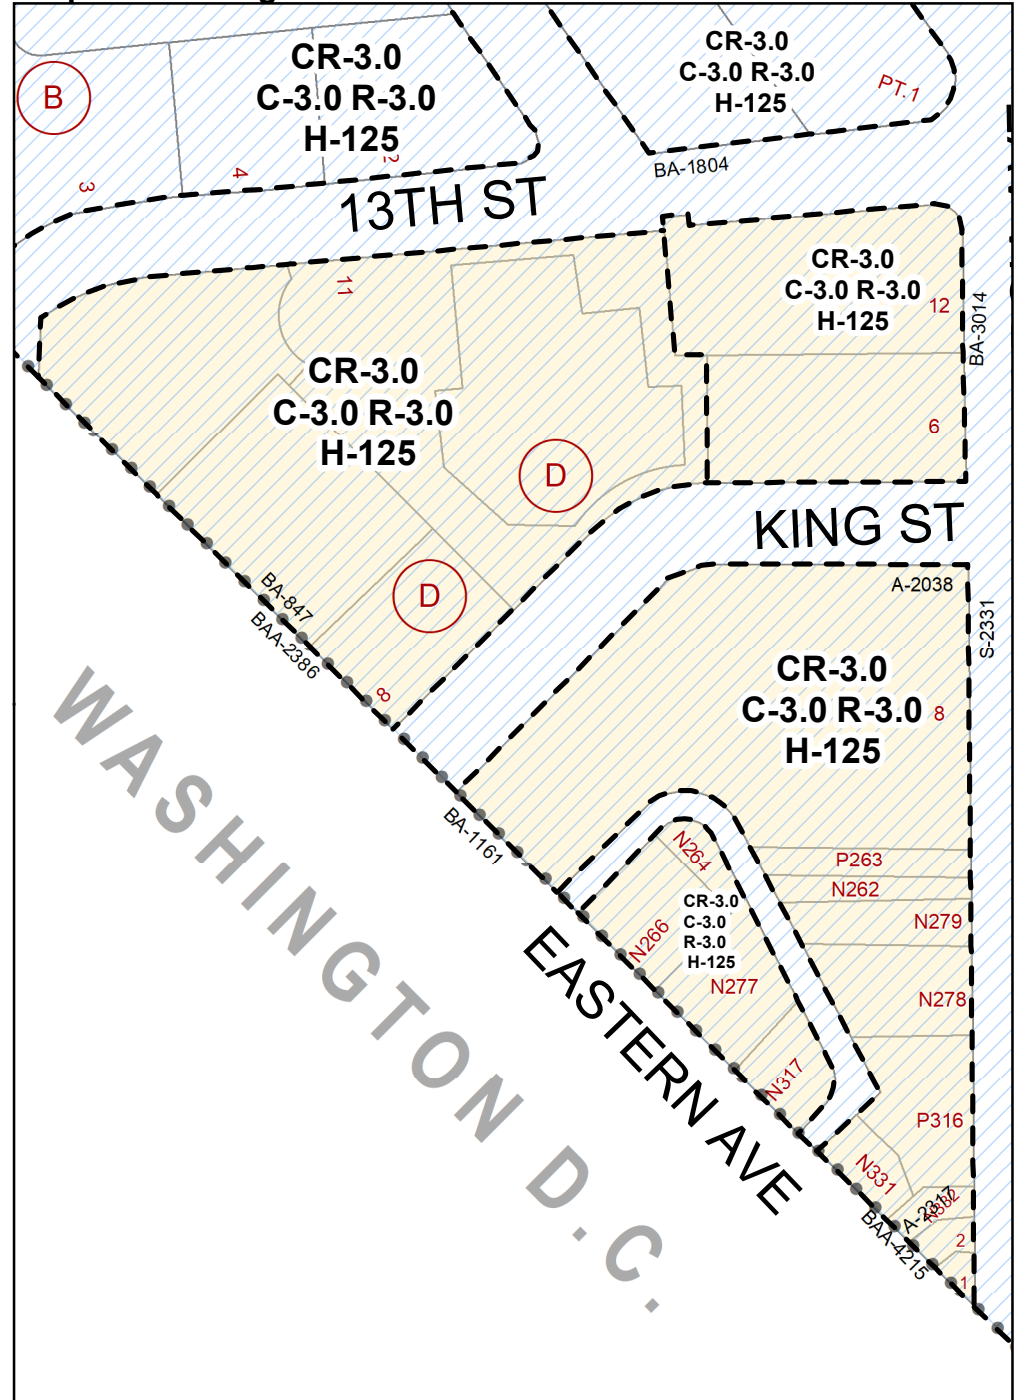 CR-3.0
C-3.0 R-3.0
H-125
CR-3.0
C-3.0 R-3.0
H-125
B
PT.1
3
4
2
BA-1804
13TH ST
CR-3.0
C-3.0 R-3.0
H-125
11
12
BA-3014
CR-3.0
C-3.0 R-3.0
H-125
6
D
KING ST
D
A-2038
BA-847
BAA-2386
S-2331
8
CR-3.0
C-3.0 R-3.0
H-125
8
BA-1161
N264
P263
N262
CR-3.0
C-3.0
R-3.0
H-125
N279
N266
N277
N278
WASHINGTON D.C.
EASTERN AVE
N317
P316
N331
N332
A-2317
BAA-4215
2
1